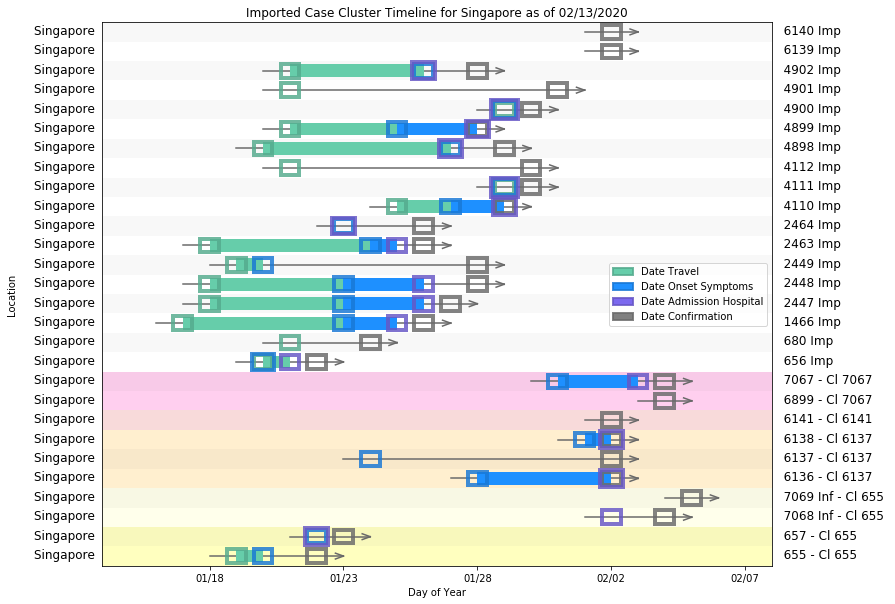 Imported Case Cluster Timeline for Singapore as of 02/13/2020
Singapore 6140 Imp
Singapore 6139 Imp
Singapore 4902 Imp
Singapore 4901 Imp
Singapore 4900 Imp
Singapore 4899 Imp
Singapore 4898 Imp
Singapore 4112 Imp
Singapore 4111 Imp
Singapore 4110 Imp
Singapore 2464 Imp
Singapore 2463 Imp
Singapore 2449 Imp
Singapore 2448 Imp
Singapore 2447 Imp
Singapore 1466 Imp
Singapore 680 Imp
Singapore 656 Imp
Singapore 7067 - Cl 7067
Singapore 6899 - Cl 7067
Singapore 6141 - Cl 6141
Singapore 6138 - Cl 6137
Singapore 6137 - Cl 6137
Singapore 6136 - Cl 6137
Singapore 7069 Inf - Cl 655
Singapore 7068 Inf - Cl 655
Singapore 657 - Cl 655
Singapore 655 - Cl 655
Date Travel
Date Onset Symptoms
Date Admission Hospital
Date Confirmation
Location
01/18 01/23 01/28 02/02 02/07
Day of Year